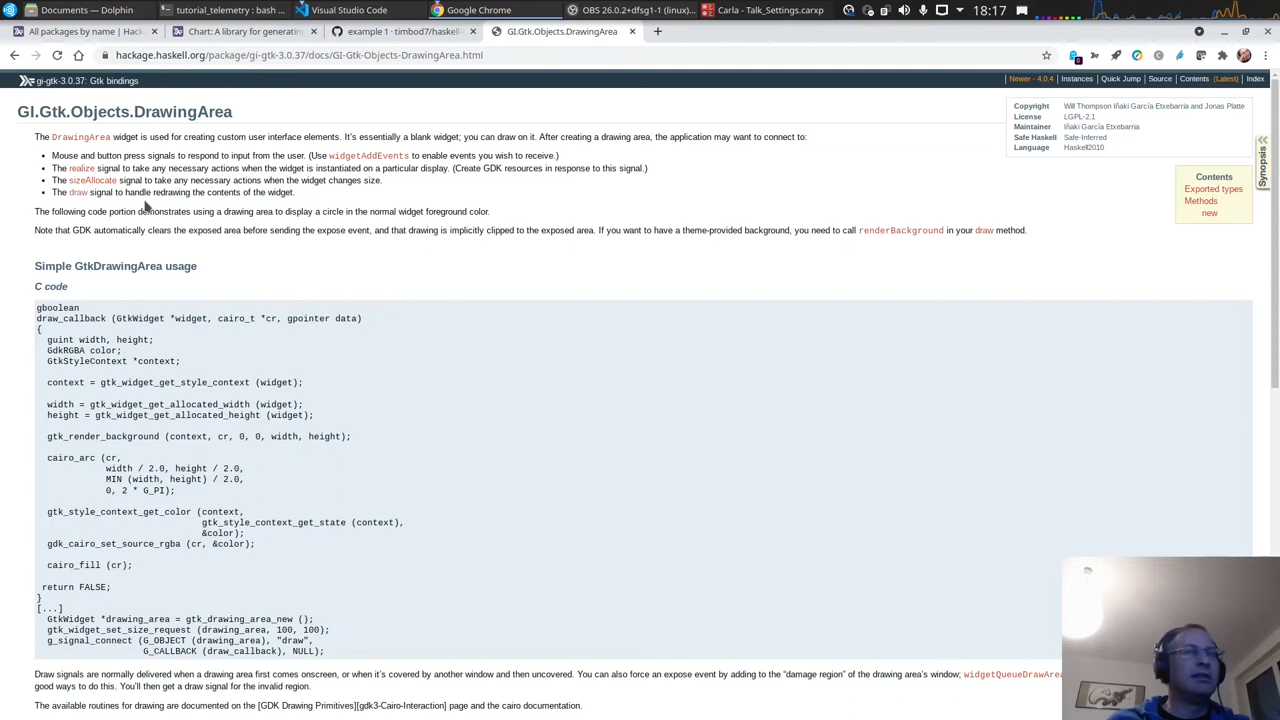 tutorial_telemetry : bash
Visual Studio Code
Google Chrome
OBS 26.0.2+dfsg1-1 (linux)...
Carla - Talk_Settings.carxp
18:17
All packages by name | Hack
Chart: A library for generating
example 1 · timbod7/haskell-
GI.Gtk.Objects.DrawingArea
hackage.haskell.org/package/gi-gtk-3.0.37/docs/GI-Gtk-Objects-DrawingArea.html
gi-gtk-3.0.37: Gtk bindings
Newer - 4.0.4 | Instances | Quick Jump | Source | Contents (Latest) | Index
GI.Gtk.Objects.DrawingArea
Copyright Will Thompson Iñaki García Etxebarria and Jonas Platte
License LGPL-2.1
Maintainer Iñaki García Etxebarria
Safe Haskell Safe-Inferred
Language Haskell2010
Synopsis
Contents
Exported types
Methods
new
The DrawingArea widget is used for creating custom user interface elements. It's essentially a blank widget; you can draw on it. After creating a drawing area, the application may want to connect to:
• Mouse and button press signals to respond to input from the user. (Use widgetAddEvents to enable events you wish to receive.)
• The realize signal to take any necessary actions when the widget is instantiated on a particular display. (Create GDK resources in response to this signal.)
• The sizeAllocate signal to take any necessary actions when the widget changes size.
• The draw signal to handle redrawing the contents of the widget.
The following code portion demonstrates using a drawing area to display a circle in the normal widget foreground color.
Note that GDK automatically clears the exposed area before sending the expose event, and that drawing is implicitly clipped to the exposed area. If you want to have a theme-provided background, you need to call renderBackground in your draw method.
Simple GtkDrawingArea usage
C code
gboolean
draw_callback (GtkWidget *widget, cairo_t *cr, gpointer data)
{
guint width, height;
GdkRGBA color;
GtkStyleContext *context;
context = gtk_widget_get_style_context (widget);
width = gtk_widget_get_allocated_width (widget);
height = gtk_widget_get_allocated_height (widget);
gtk_render_background (context, cr, 0, 0, width, height);
cairo_arc (cr,
width / 2.0, height / 2.0,
MIN (width, height) / 2.0,
0, 2 * G_PI);
gtk_style_context_get_color (context,
gtk_style_context_get_state (context),
&color);
gdk_cairo_set_source_rgba (cr, &color);
cairo_fill (cr);
return FALSE;
}
[...]
GtkWidget *drawing_area = gtk_drawing_area_new ();
gtk_widget_set_size_request (drawing_area, 100, 100);
g_signal_connect (G_OBJECT (drawing_area), "draw",
G_CALLBACK (draw_callback), NULL);
Draw signals are normally delivered when a drawing area first comes onscreen, or when it's covered by another window and then uncovered. You can also force an expose event by adding to the “damage region” of the drawing area's window; widgetQueueDrawArea
good ways to do this. You'll then get a draw signal for the invalid region.
The available routines for drawing are documented on the [GDK Drawing Primitives][gdk3-Cairo-Interaction] page and the cairo documentation.